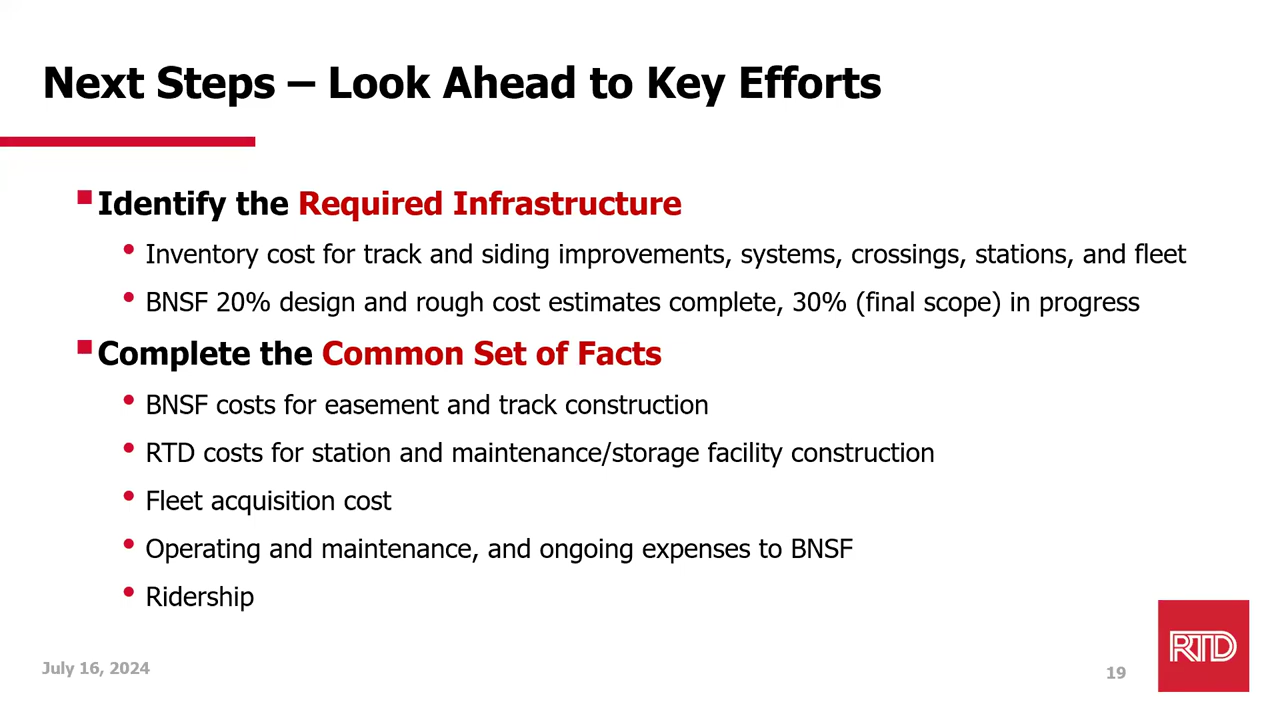 Next Steps – Look Ahead to Key Efforts
Identify the Required Infrastructure
Inventory cost for track and siding improvements, systems, crossings, stations, and fleet
BNSF 20% design and rough cost estimates complete, 30% (final scope) in progress
Complete the Common Set of Facts
BNSF costs for easement and track construction
RTD costs for station and maintenance/storage facility construction
Fleet acquisition cost
Operating and maintenance, and ongoing expenses to BNSF
Ridership
July 16, 2024
19
RTD